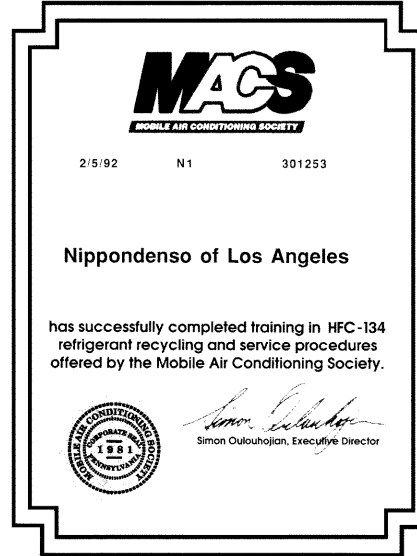 MACS
MOBILE AIR CONDITIONING SOCIETY
2/5/92 N1 301253
Nippondenso of Los Angeles
has successfully completed training in HFC-134
refrigerant recycling and service procedures
offered by the Mobile Air Conditioning Society.
Simon Oulouhojian
Simon Oulouhojian, Executive Director
MOBILE AIR CONDITIONING SOCIETY
CORPORATE SEAL
1981
PENNSYLVANIA